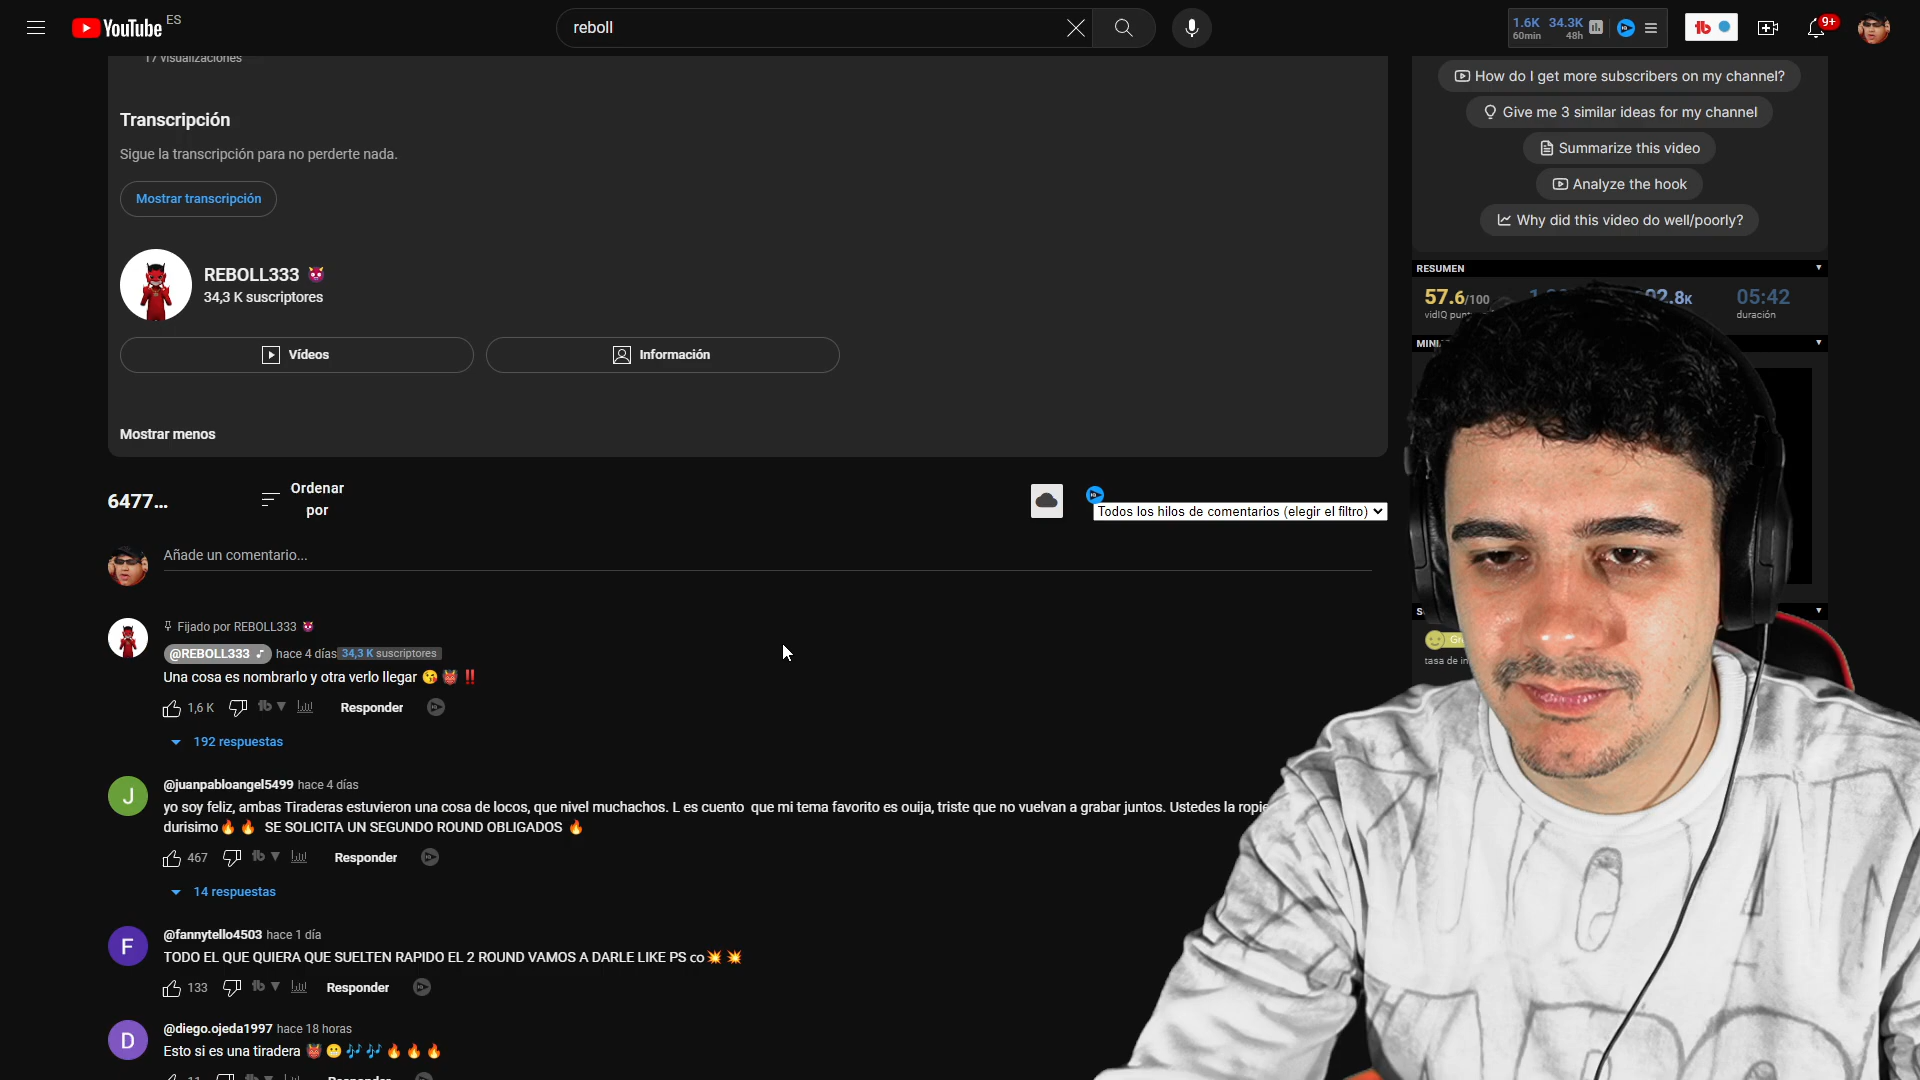 YouTube ES
reboll
1.6K 34.3K
60min 48h
9+
17 visualizaciones
Transcripción
Sigue la transcripción para no perderte nada.
Mostrar transcripción
REBOLL333 😈
34,3 K suscriptores
Vídeos
Información
Mostrar menos
6477...
Ordenar
por
Todos los hilos de comentarios (elegir el filtro)
Añade un comentario...
Fijado por REBOLL333 😈
@REBOLL333 hace 4 días 34,3 K suscriptores
Una cosa es nombrarlo y otra verlo llegar 😘👹‼️
1,6 K Responder
192 respuestas
J
@juanpabloangel5499 hace 4 días
yo soy feliz, ambas Tiraderas estuvieron una cosa de locos, que nivel muchachos. L es cuento que mi tema favorito es ouija, triste que no vuelvan a grabar juntos. Ustedes la
durisimo🔥🔥 SE SOLICITA UN SEGUNDO ROUND OBLIGADOS 🔥
467 Responder
14 respuestas
F
@fannytello4503 hace 1 día
TODO EL QUE QUIERA QUE SUELTEN RAPIDO EL 2 ROUND VAMOS A DARLE LIKE PS co💥💥
133 Responder
D
@diego.ojeda1997 hace 18 horas
Esto si es una tiradera 👹😬🎶🎶🔥🔥🔥
11 Responder
How do I get more subscribers on my channel?
Give me 3 similar ideas for my channel
Summarize this video
Analyze the hook
Why did this video do well/poorly?
RESUMEN
57.6/100
05:42
vidIQ
duración
tasa de